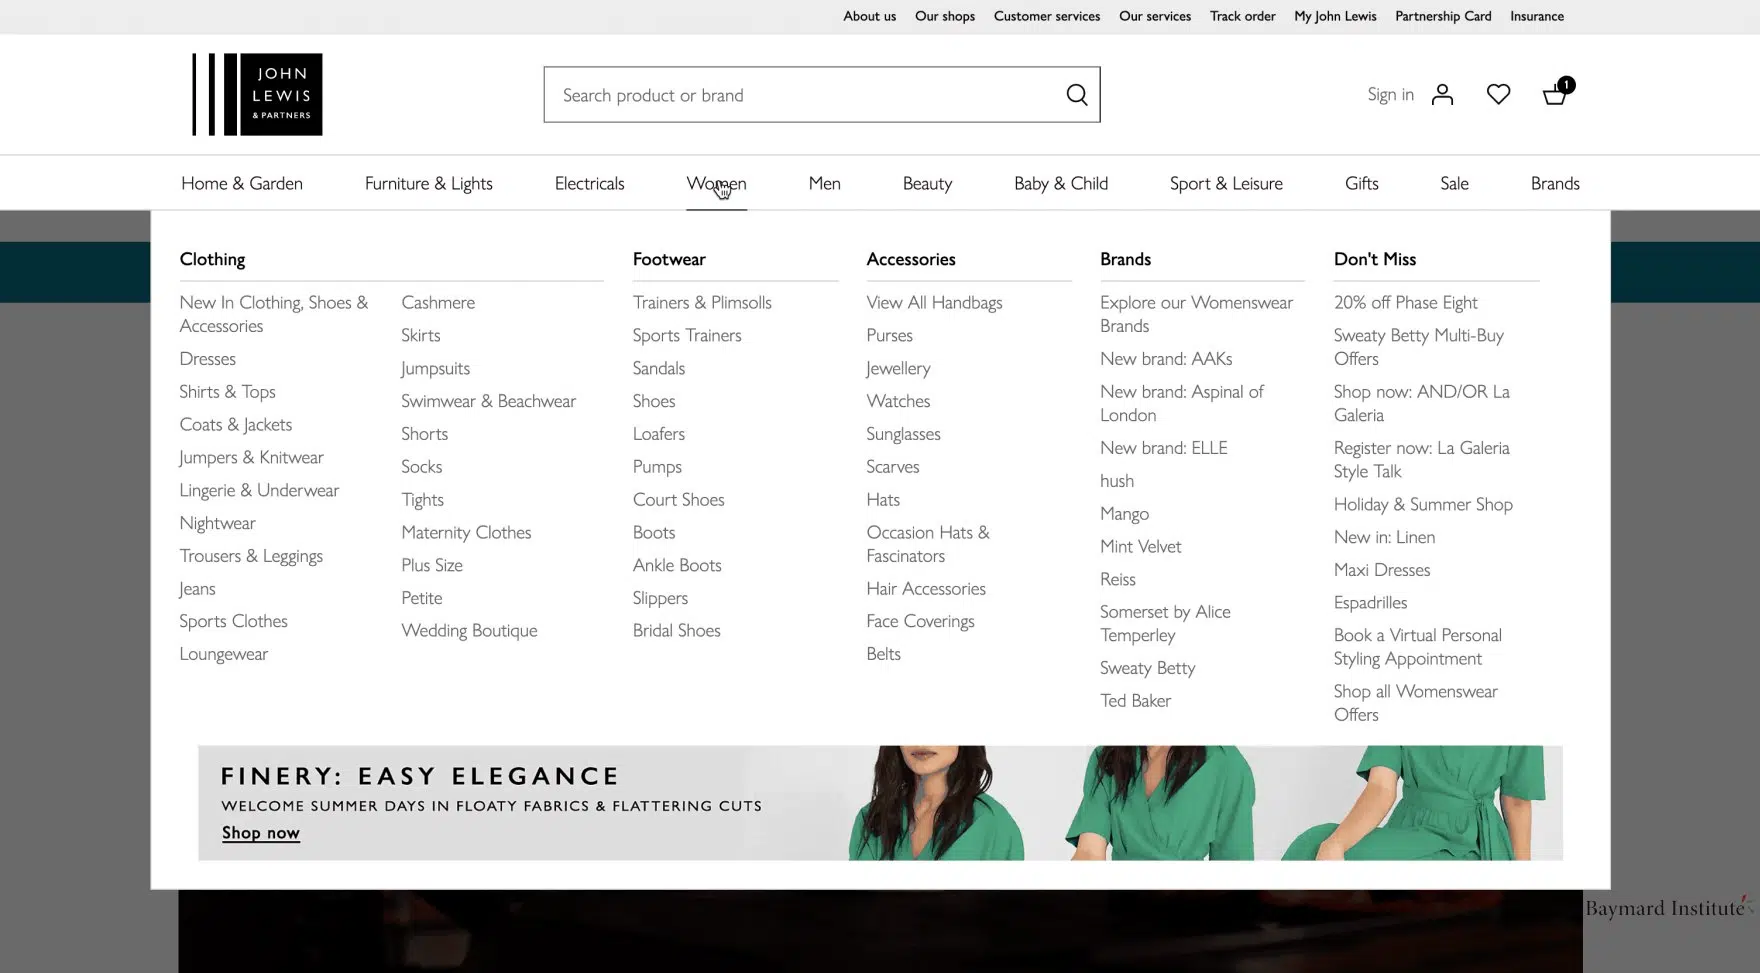 About us
Our shops
Customer services
Our services
Track order
My John Lewis
Partnership Card
Insurance
JOHN
LEWIS
& PARTNERS
Search product or brand
Sign in
1
Home & Garden
Furniture & Lights
Electricals
Women
Men
Beauty
Baby & Child
Sport & Leisure
Gifts
Sale
Brands
Clothing
New In Clothing, Shoes &
Accessories
Dresses
Shirts & Tops
Coats & Jackets
Jumpers & Knitwear
Lingerie & Underwear
Nightwear
Trousers & Leggings
Jeans
Sports Clothes
Loungewear
Cashmere
Skirts
Jumpsuits
Swimwear & Beachwear
Shorts
Socks
Tights
Maternity Clothes
Plus Size
Petite
Wedding Boutique
Footwear
Trainers & Plimsolls
Sports Trainers
Sandals
Shoes
Loafers
Pumps
Court Shoes
Boots
Ankle Boots
Slippers
Bridal Shoes
Accessories
View All Handbags
Purses
Jewellery
Watches
Sunglasses
Scarves
Hats
Occasion Hats &
Fascinators
Hair Accessories
Face Coverings
Belts
Brands
Explore our Womenswear
Brands
New brand: AAKs
New brand: Aspinal of
London
New brand: ELLE
hush
Mango
Mint Velvet
Reiss
Somerset by Alice
Temperley
Sweaty Betty
Ted Baker
Don't Miss
20% off Phase Eight
Sweaty Betty Multi-Buy
Offers
Shop now: AND/OR La
Galeria
Register now: La Galeria
Style Talk
Holiday & Summer Shop
New in: Linen
Maxi Dresses
Espadrilles
Book a Virtual Personal
Styling Appointment
Shop all Womenswear
Offers
FINERY: EASY ELEGANCE
WELCOME SUMMER DAYS IN FLOATY FABRICS & FLATTERING CUTS
Shop now
Baymard Institute